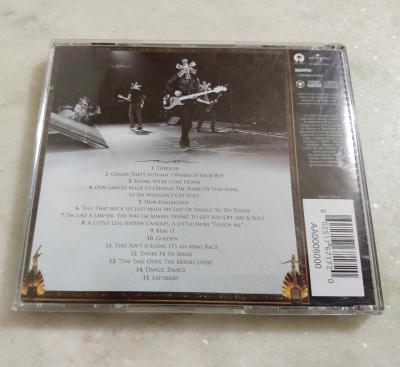 1. Thriller
2. Grand Theft Autumn / Where Is Your Boy
3. Sugar, We're Goin Down
4. Our Lawyer Made Us Change The Name Of This Song
So We Wouldn't Get Sued
5. Hum Hallelujah
6. Tell That Mick He Just Made My List Of Things To Do Today
7. I'm Like A Lawyer, The Way I'm Always Trying To Get You Off (Me & You)
8. A Little Less Sixteen Candles, A Little More "Touch Me"
9. Beat It
10. Golden
11. This Ain't A Scene, It's An Arms Race
12. Thnks Fr Th Mmrs
13. "The Take Over, The Breaks Over"
14. Dance, Dance
15. Saturday
6 02517 67117 0
AA00008000